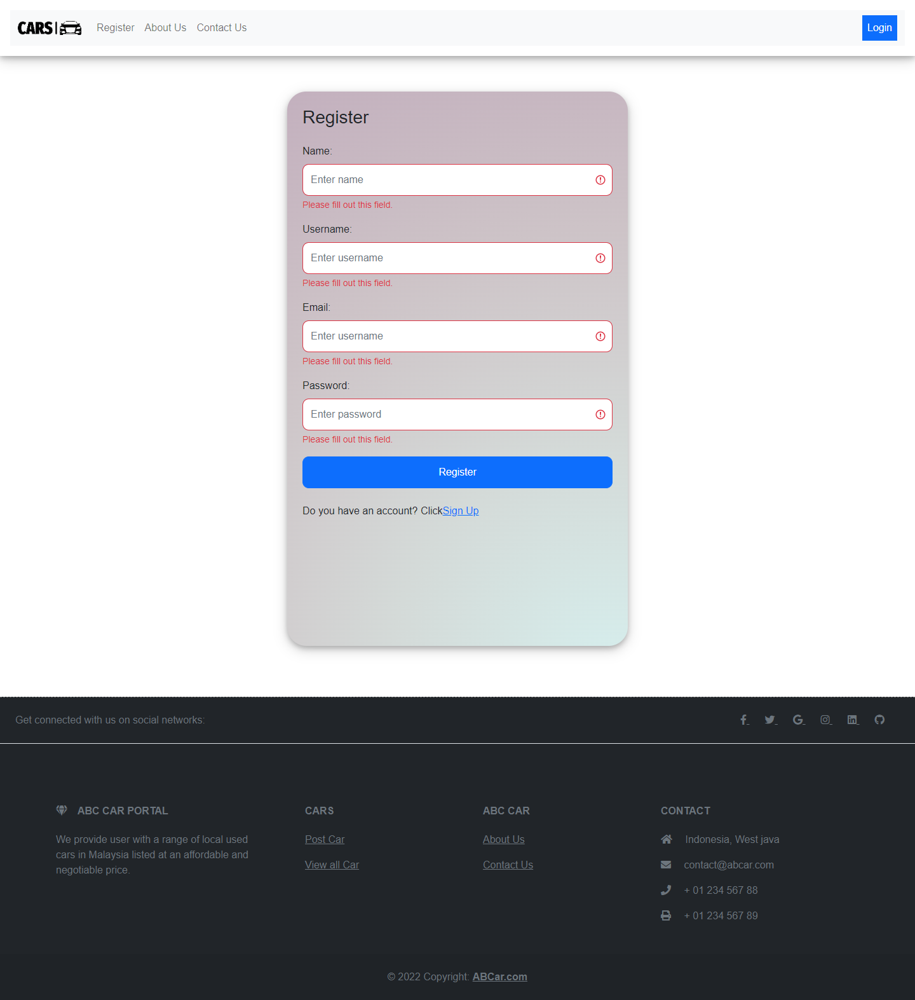 CARS
Register About Us Contact Us
Login
Register
Name:
Enter name
Please fill out this field.
Username:
Enter username
Please fill out this field.
Email:
Enter username
Please fill out this field.
Password:
Enter password
Please fill out this field.
Register
Do you have an account? ClickSign Up
Get connected with us on social networks:
ABC CAR PORTAL
We provide user with a range of local used
cars in Malaysia listed at an affordable and
negotiable price.
CARS
Post Car
View all Car
ABC CAR
About Us
Contact Us
CONTACT
Indonesia, West java
contact@abcar.com
+ 01 234 567 88
+ 01 234 567 89
© 2022 Copyright: ABCar.com